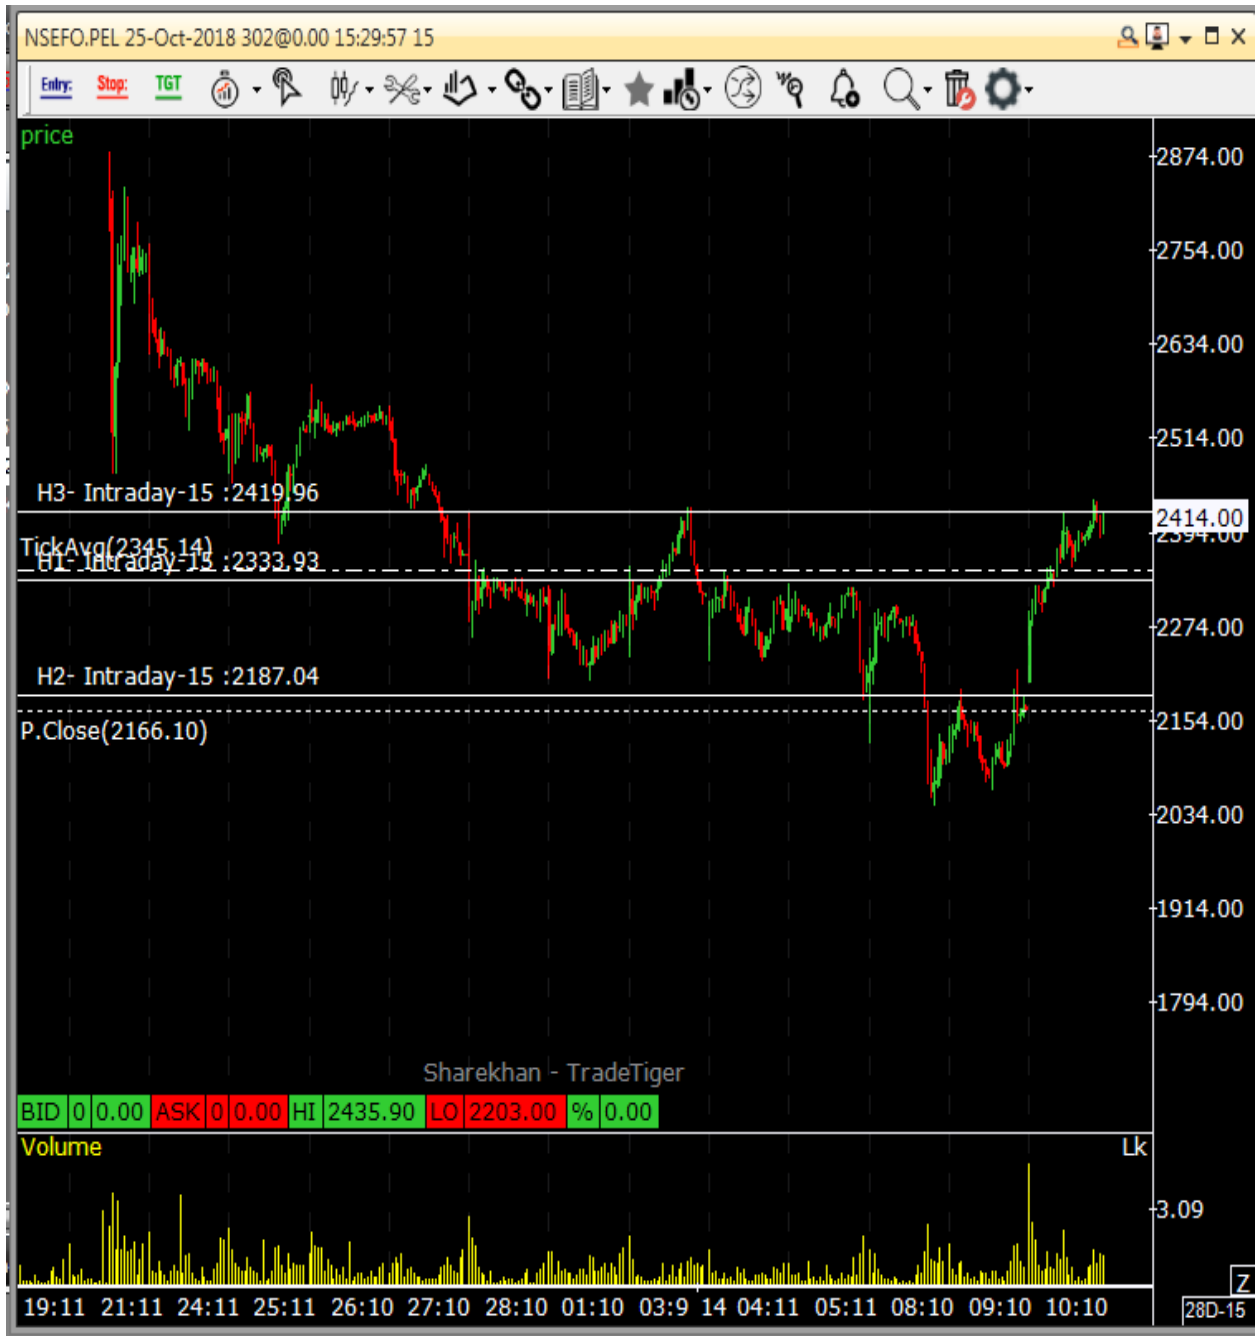 NSEFO.PEL 25-Oct-2018 302@0.00 15:29:57 15
Entry: Stop: TGT
price
2874.00
2754.00
2634.00
2514.00
H3- Intraday-15 :2419.96
2414.00
2394.00
TickAvg(2345.14)
H1- Intraday-15 :2333.93
2274.00
H2- Intraday-15 :2187.04
P.Close(2166.10)
2154.00
2034.00
1914.00
1794.00
Sharekhan - TradeTiger
BID 0 0.00 ASK 0 0.00 HI 2435.90 LO 2203.00 % 0.00
Volume Lk
3.09
Z
19:11 21:11 24:11 25:11 26:10 27:10 28:10 01:10 03:9 14 04:11 05:11 08:10 09:10 10:10 28D-15